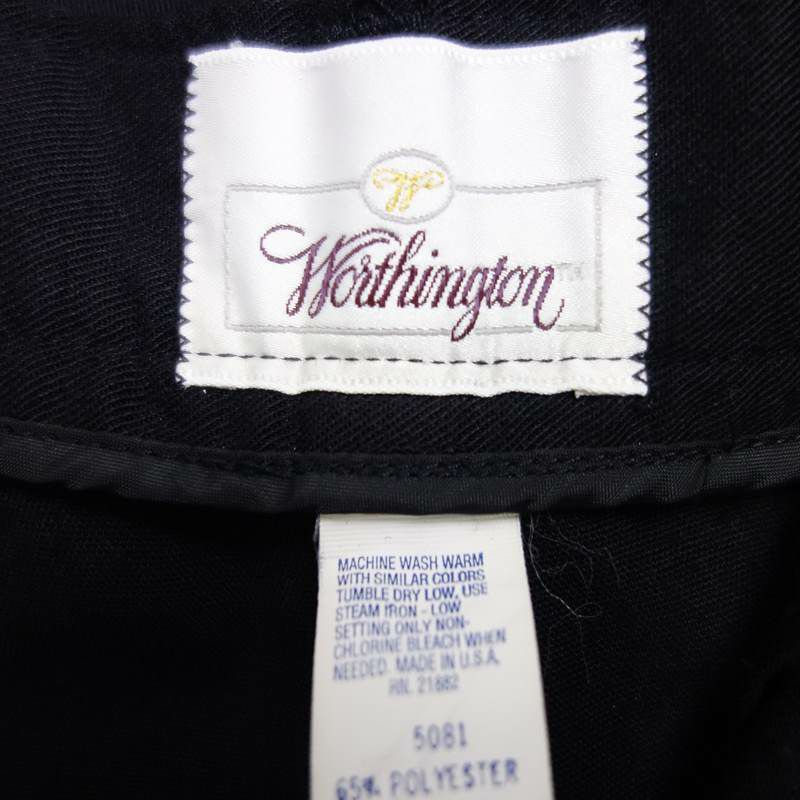 W
Worthington
MACHINE WASH WARM
WITH SIMILAR COLORS
TUMBLE DRY LOW, USE
STEAM IRON - LOW
SETTING ONLY NON-
CHLORINE BLEACH WHEN
NEEDED. MADE IN U.S.A.
RN. 21882
5081
65% POLYESTER